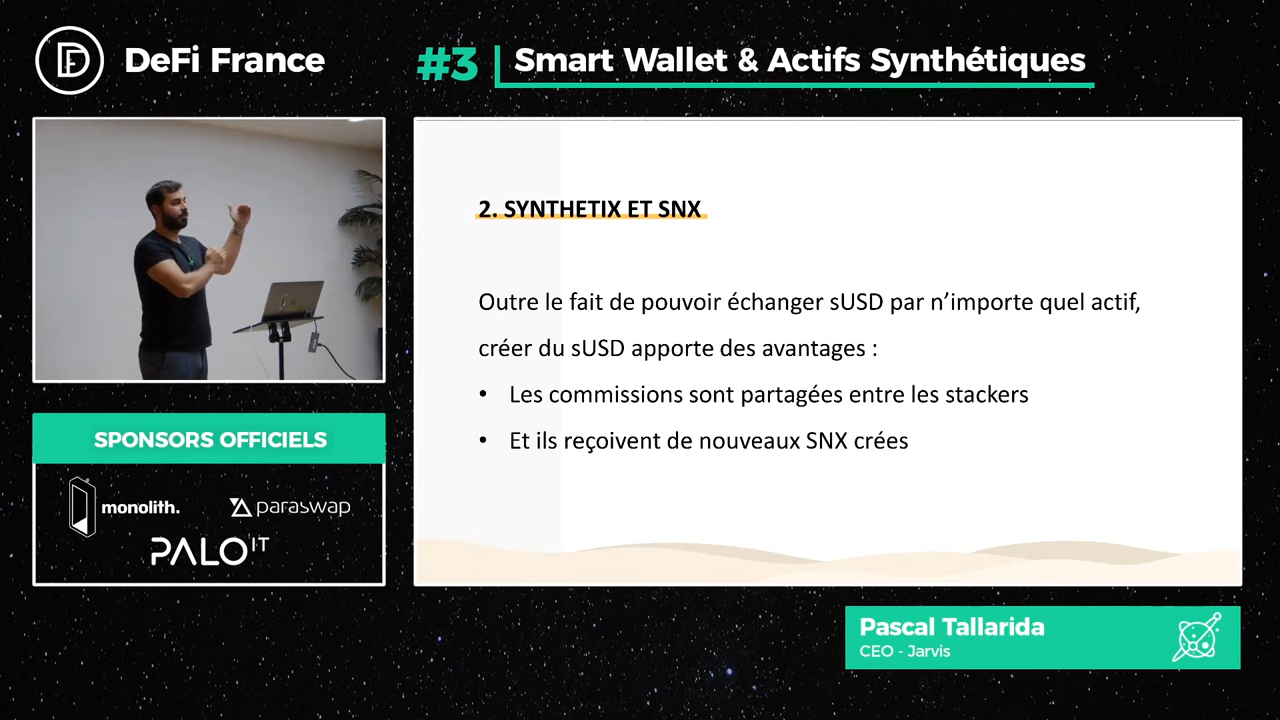 DeFi France
#3 Smart Wallet & Actifs Synthétiques
2. SYNTHETIX ET SNX
Outre le fait de pouvoir échanger sUSD par n’importe quel actif,
créer du sUSD apporte des avantages :
• Les commissions sont partagées entre les stackers
• Et ils reçoivent de nouveaux SNX crées
SPONSORS OFFICIELS
monolith.
paraswap
PALO IT
Pascal Tallarida
CEO - Jarvis